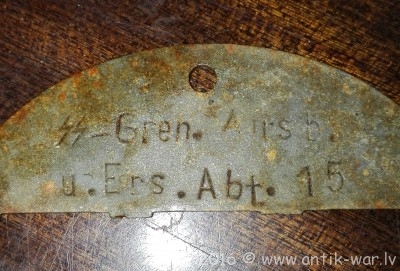 ᛋᛋ-Gren. Ausb.
u. Ers. Abt. 15
2016 © www.antik-war.lv